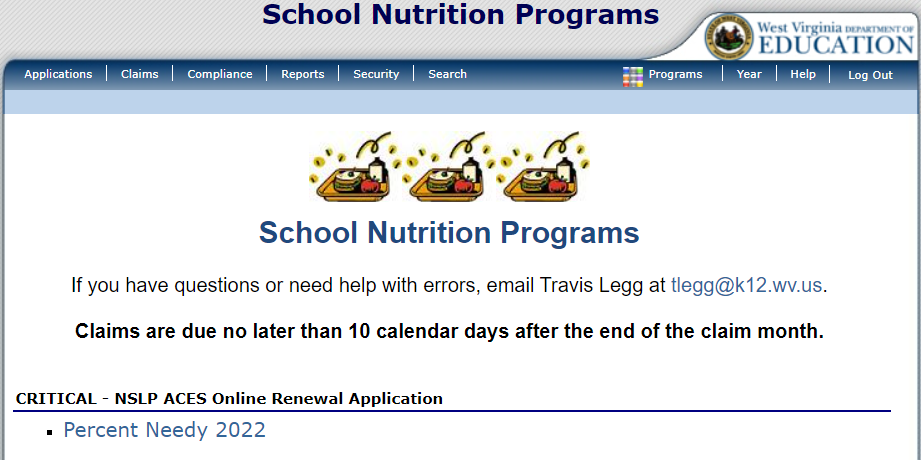 School Nutrition Programs
West Virginia DEPARTMENT OF
EDUCATION
Applications Claims Compliance Reports Security Search Programs Year Help Log Out
School Nutrition Programs
If you have questions or need help with errors, email Travis Legg at tlegg@k12.wv.us.
Claims are due no later than 10 calendar days after the end of the claim month.
CRITICAL - NSLP ACES Online Renewal Application
Percent Needy 2022